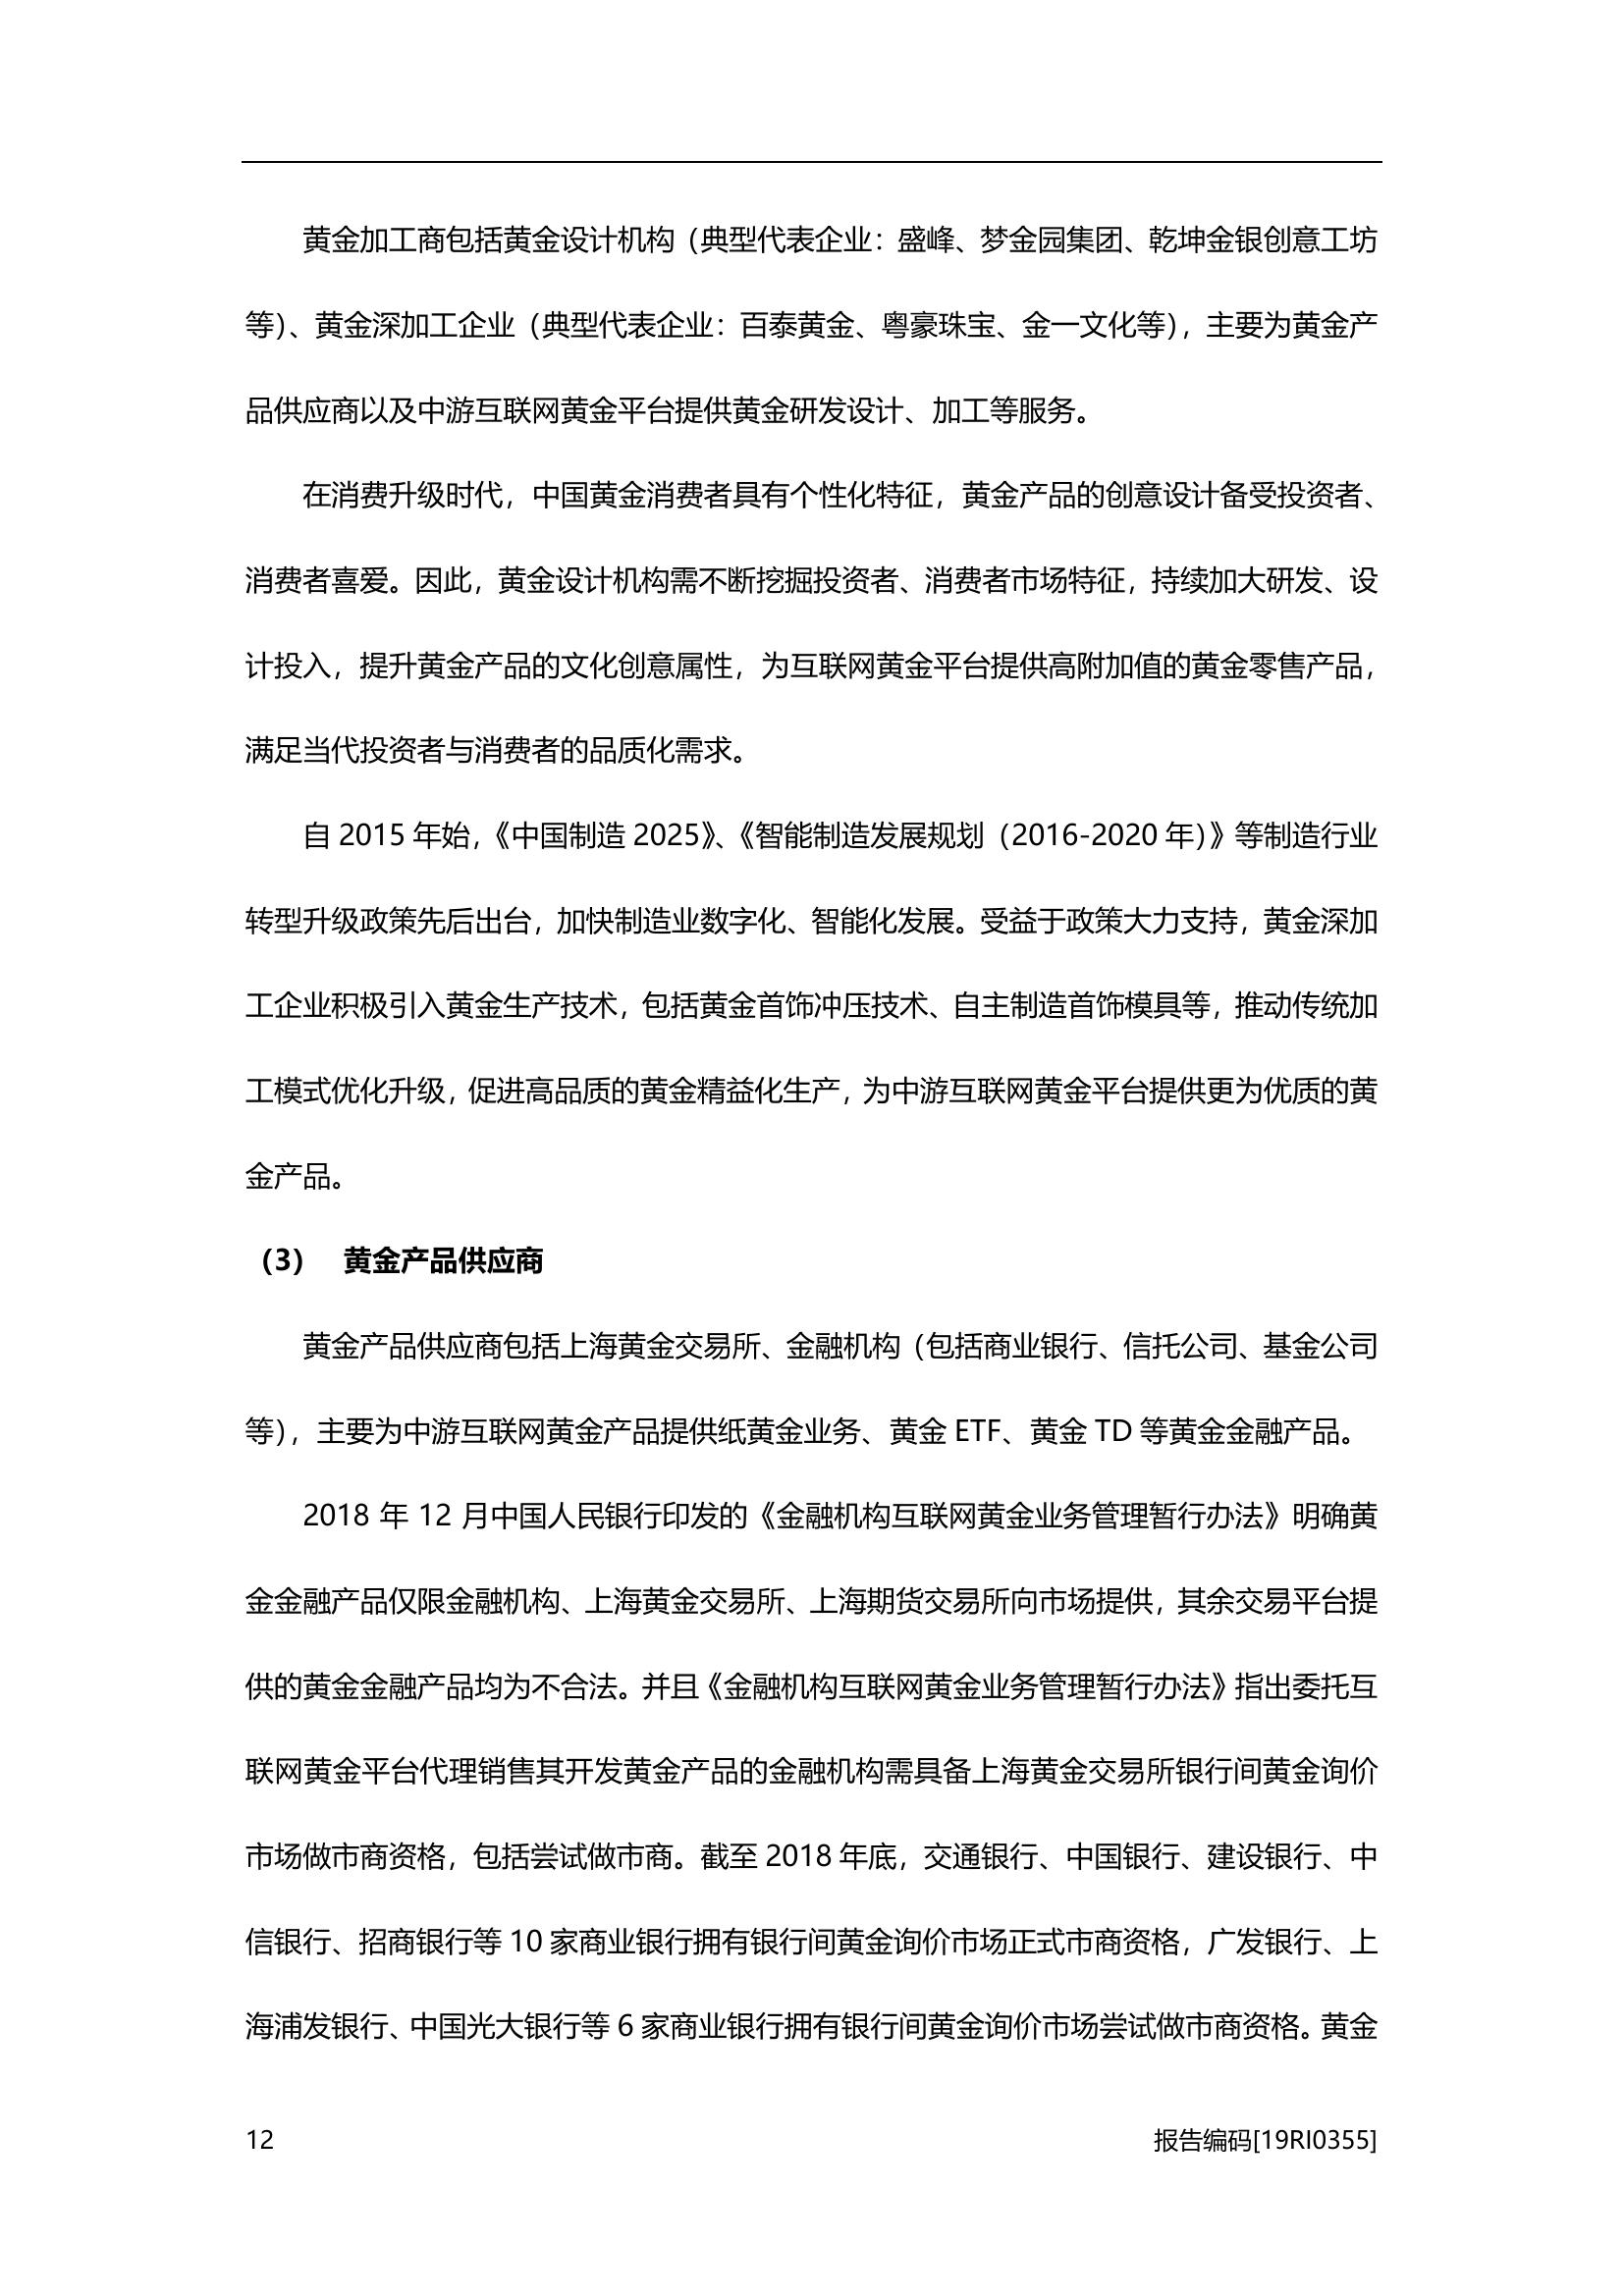 黄金加工商包括黄金设计机构（典型代表企业：盛峰、梦金园集团、乾坤金银创意工坊
等）、黄金深加工企业（典型代表企业：百泰黄金、粤豪珠宝、金一文化等），主要为黄金产
品供应商以及中游互联网黄金平台提供黄金研发设计、加工等服务。
在消费升级时代，中国黄金消费者具有个性化特征，黄金产品的创意设计备受投资者、
消费者喜爱。因此，黄金设计机构需不断挖掘投资者、消费者市场特征，持续加大研发、设
计投入，提升黄金产品的文化创意属性，为互联网黄金平台提供高附加值的黄金零售产品，
满足当代投资者与消费者的品质化需求。
自 2015 年始，《中国制造 2025》、《智能制造发展规划（2016-2020 年）》等制造行业
转型升级政策先后出台，加快制造业数字化、智能化发展。受益于政策大力支持，黄金深加
工企业积极引入黄金生产技术，包括黄金首饰冲压技术、自主制造首饰模具等，推动传统加
工模式优化升级，促进高品质的黄金精益化生产，为中游互联网黄金平台提供更为优质的黄
金产品。
（3） 黄金产品供应商
黄金产品供应商包括上海黄金交易所、金融机构（包括商业银行、信托公司、基金公司
等），主要为中游互联网黄金产品提供纸黄金业务、黄金 ETF、黄金 TD 等黄金金融产品。
2018 年 12 月中国人民银行印发的《金融机构互联网黄金业务管理暂行办法》明确黄
金金融产品仅限金融机构、上海黄金交易所、上海期货交易所向市场提供，其余交易平台提
供的黄金金融产品均为不合法。并且《金融机构互联网黄金业务管理暂行办法》指出委托互
联网黄金平台代理销售其开发黄金产品的金融机构需具备上海黄金交易所银行间黄金询价
市场做市商资格，包括尝试做市商。截至 2018 年底，交通银行、中国银行、建设银行、中
信银行、招商银行等 10 家商业银行拥有银行间黄金询价市场正式市商资格，广发银行、上
海浦发银行、中国光大银行等 6 家商业银行拥有银行间黄金询价市场尝试做市商资格。黄金
12
报告编码[19RI0355]